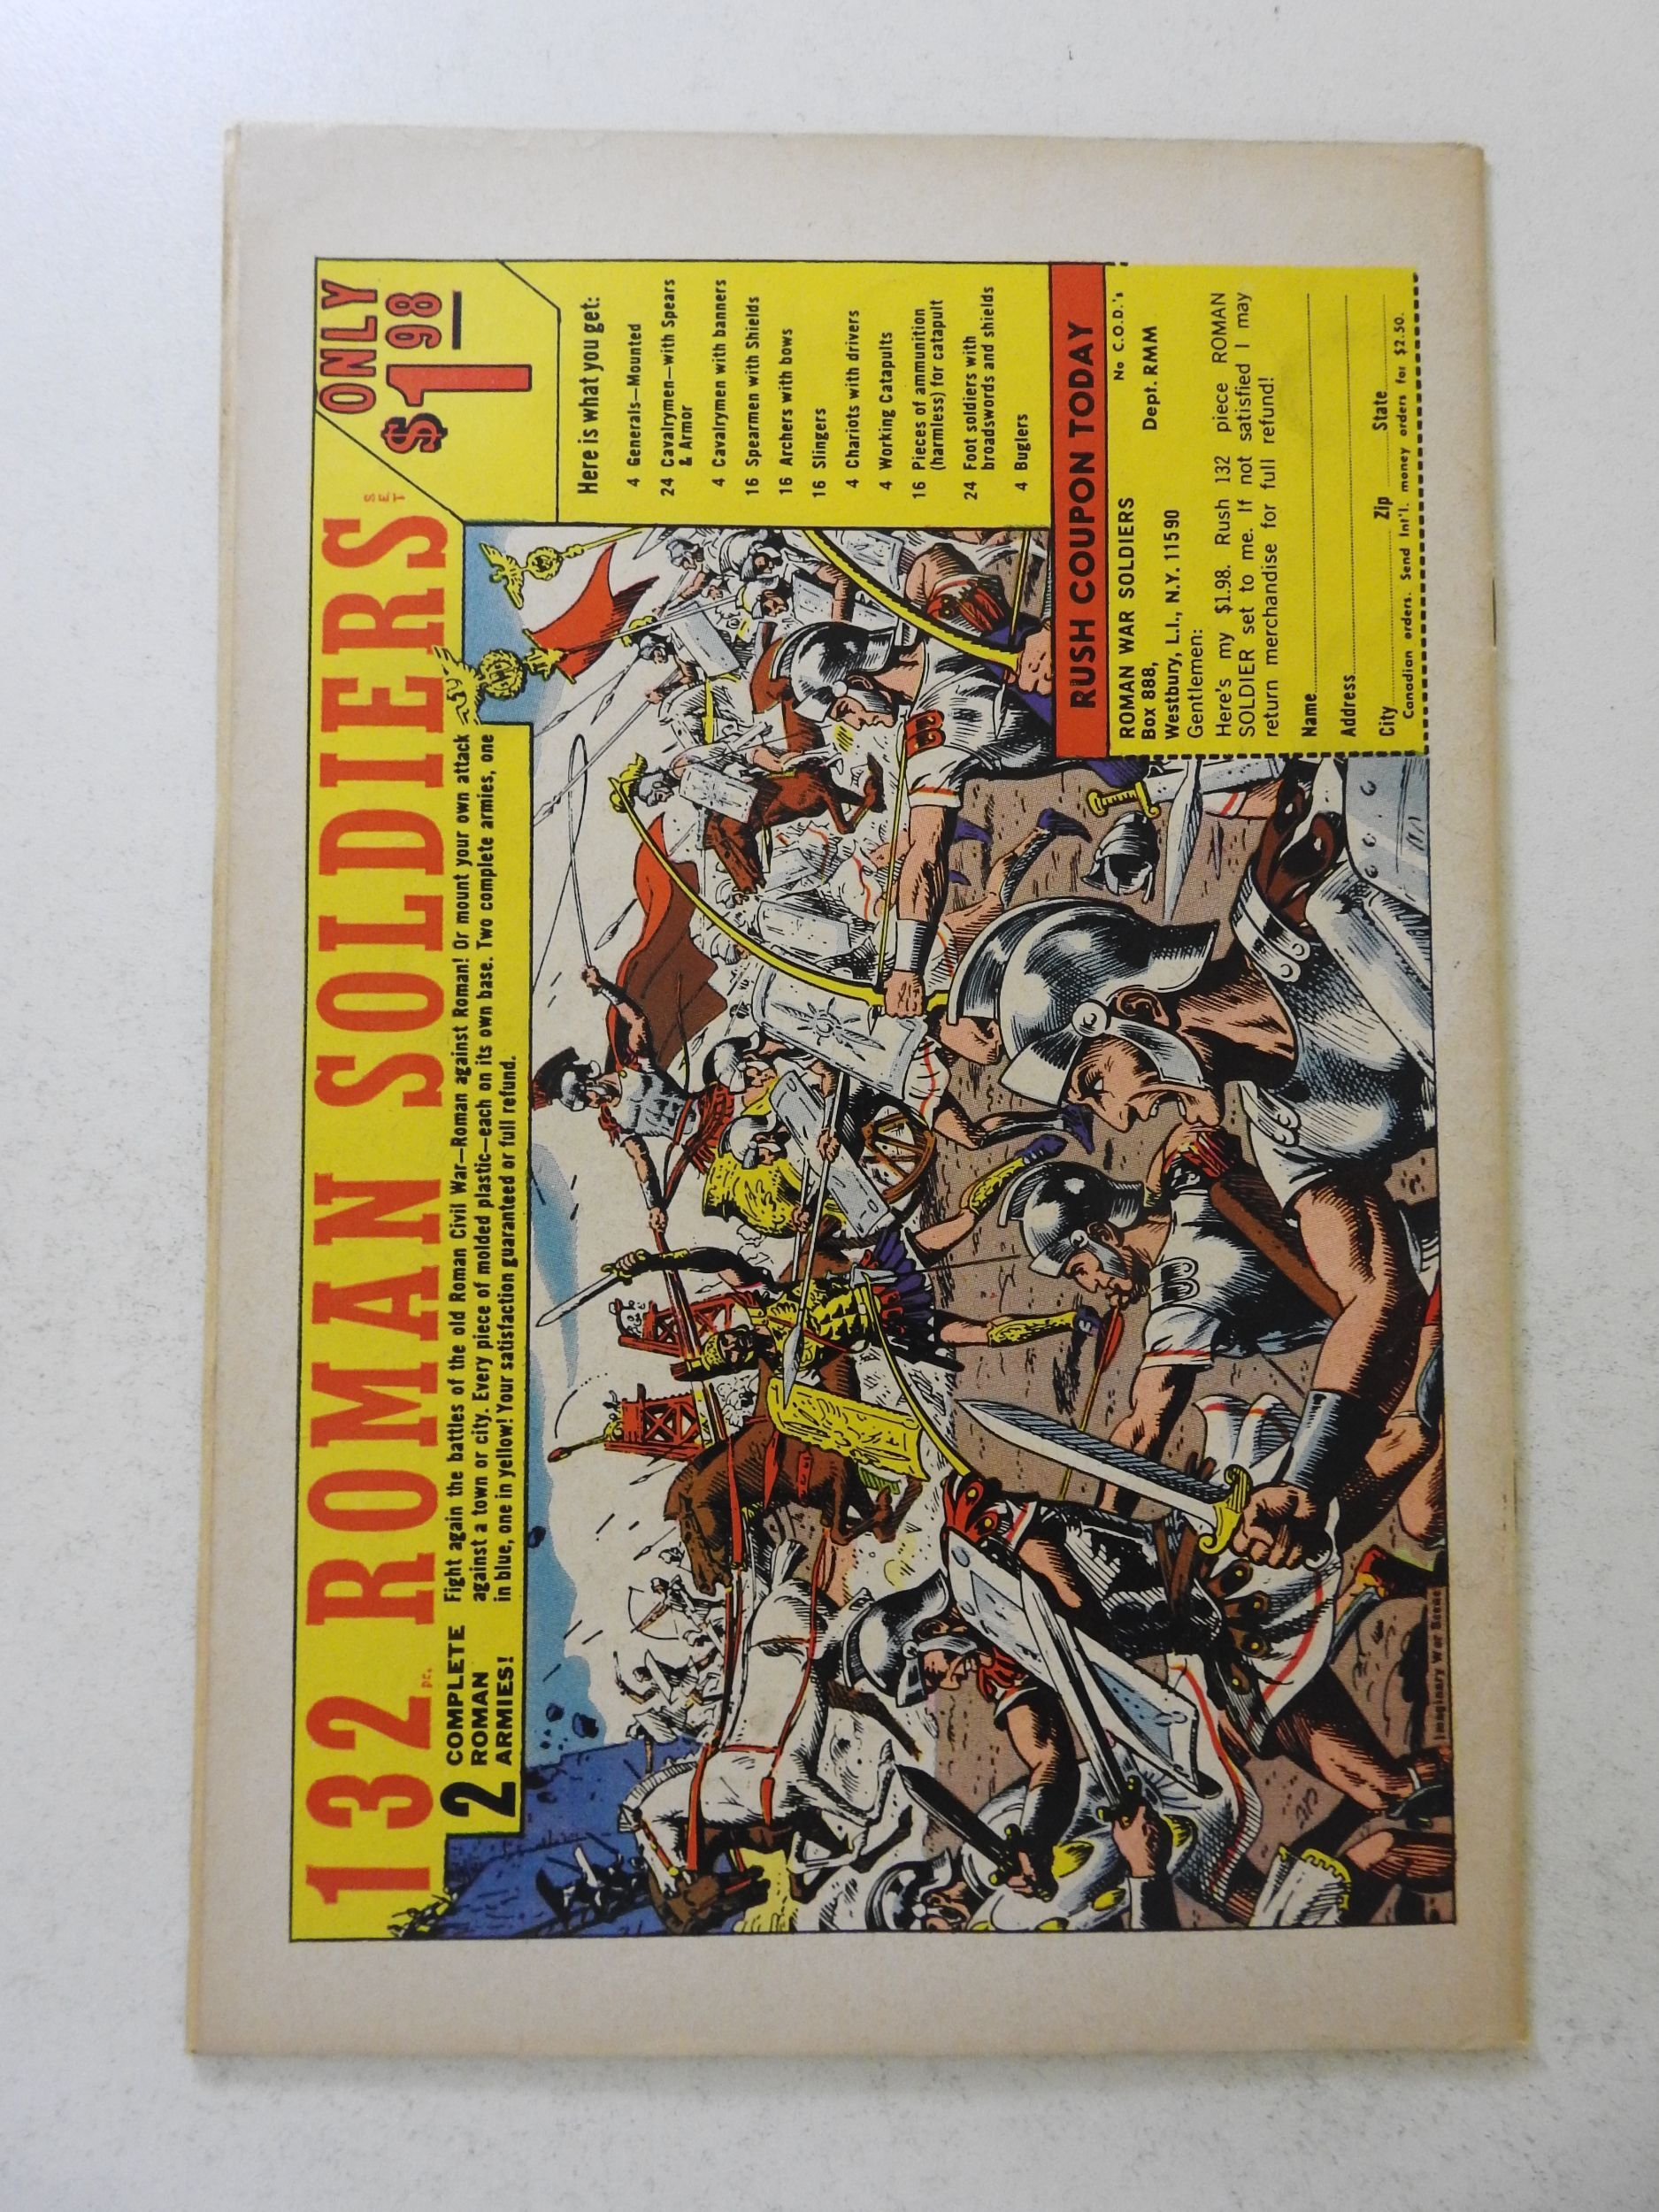 132 pc. ROMAN SOLDIERS SET
ONLY
$1.98
2 COMPLETE
ROMAN
ARMIES!
Fight again the battles of the old Roman Civil War—Roman against Roman! Or mount your own attack
against a town or city. Every piece of molded plastic—each on its own base. Two complete armies, one
in blue, one in yellow! Your satisfaction guaranteed or full refund.
Here is what you get:
4 Generals—Mounted
24 Cavalrymen—with Spears
& Armor
4 Cavalrymen with banners
16 Spearmen with Shields
16 Archers with bows
16 Slingers
4 Chariots with drivers
4 Working Catapults
16 Pieces of ammunition
(harmless) for catapult
24 Foot soldiers with
broadswords and shields
4 Buglers
RUSH COUPON TODAY
ROMAN WAR SOLDIERS No C.O.D.'s
Box 888,
Westbury, L.I., N.Y. 11590 Dept. RMM
Gentlemen:
Here's my $1.98. Rush 132 piece ROMAN
SOLDIER set to me. If not satisfied I may
return merchandise for full refund!
Name
Address
City Zip State
Canadian orders. Send Int'l. money orders for $2.50.
Imaginary War Scene